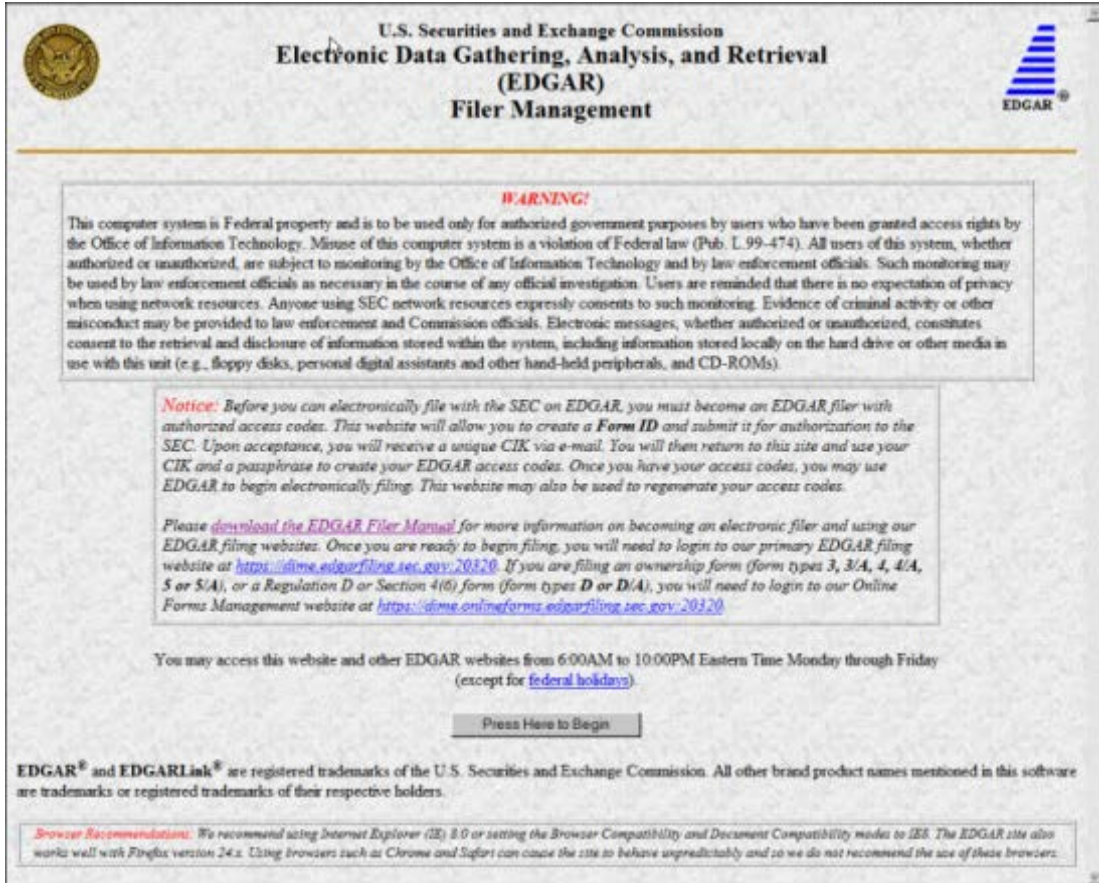 U.S. Securities and Exchange Commission
Electronic Data Gathering, Analysis, and Retrieval
(EDGAR)
Filer Management
EDGAR ®
WARNING!
This computer system is Federal property and is to be used only for authorized government purposes by users who have been granted access rights by
the Office of Information Technology. Misuse of this computer system is a violation of Federal law (Pub. L.99-474). All users of this system, whether
authorized or unauthorized, are subject to monitoring by the Office of Information Technology and by law enforcement officials. Such monitoring may
be used by law enforcement officials as necessary in the course of any official investigation. Users are reminded that there is no expectation of privacy
when using network resources. Anyone using SEC network resources expressly consents to such monitoring. Evidence of criminal activity or other
misconduct may be provided to law enforcement and Commission officials. Electronic messages, whether authorized or unauthorized, constitutes
consent to the retrieval and disclosure of information stored within the system, including information stored locally on the hard drive or other media in
use with this unit (e.g., floppy disks, personal digital assistants and other hand-held peripherals, and CD-ROMs).
Notice: Before you can electronically file with the SEC on EDGAR, you must become an EDGAR filer with
authorized access codes. This website will allow you to create a Form ID and submit it for authorization to the
SEC. Upon acceptance, you will receive a unique CIK via e-mail. You will then return to this site and use your
CIK and a passphrase to create your EDGAR access codes. Once you have your access codes, you may use
EDGAR to begin electronically filing. This website may also be used to regenerate your access codes.
Please download the EDGAR Filer Manual for more information on becoming an electronic filer and using our
EDGAR filing websites. Once you are ready to begin filing, you will need to login to our primary EDGAR filing
website at https://dime.edgarfiling.sec.gov:20320. If you are filing an ownership form (form types 3, 3/A, 4, 4/A,
5 or 5/A), or a Regulation D or Section 4(6) form (form types D or D/A), you will need to login to our Online
Forms Management website at https://dime.onlineforms.edgarfiling.sec.gov:20320.
You may access this website and other EDGAR websites from 6:00AM to 10:00PM Eastern Time Monday through Friday
(except for federal holidays).
Press Here to Begin
EDGAR® and EDGARLink® are registered trademarks of the U.S. Securities and Exchange Commission. All other brand product names mentioned in this software
are trademarks or registered trademarks of their respective holders.
Browser Recommendations: We recommend using Internet Explorer (IE) 8.0 or setting the Browser Compatibility and Document Compatibility modes to IE8. The EDGAR site also
works well with Firefox version 24.x. Using browsers such as Chrome and Safari can cause the site to behave unpredictably and so we do not recommend the use of these browsers.